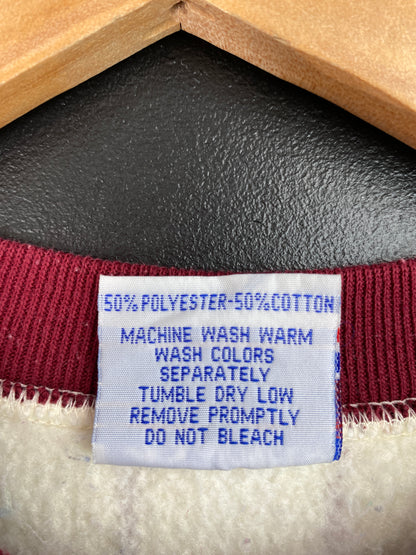 50% POLYESTER-50% COTTON
MACHINE WASH WARM
WASH COLORS
SEPARATELY
TUMBLE DRY LOW
REMOVE PROMPTLY
DO NOT BLEACH